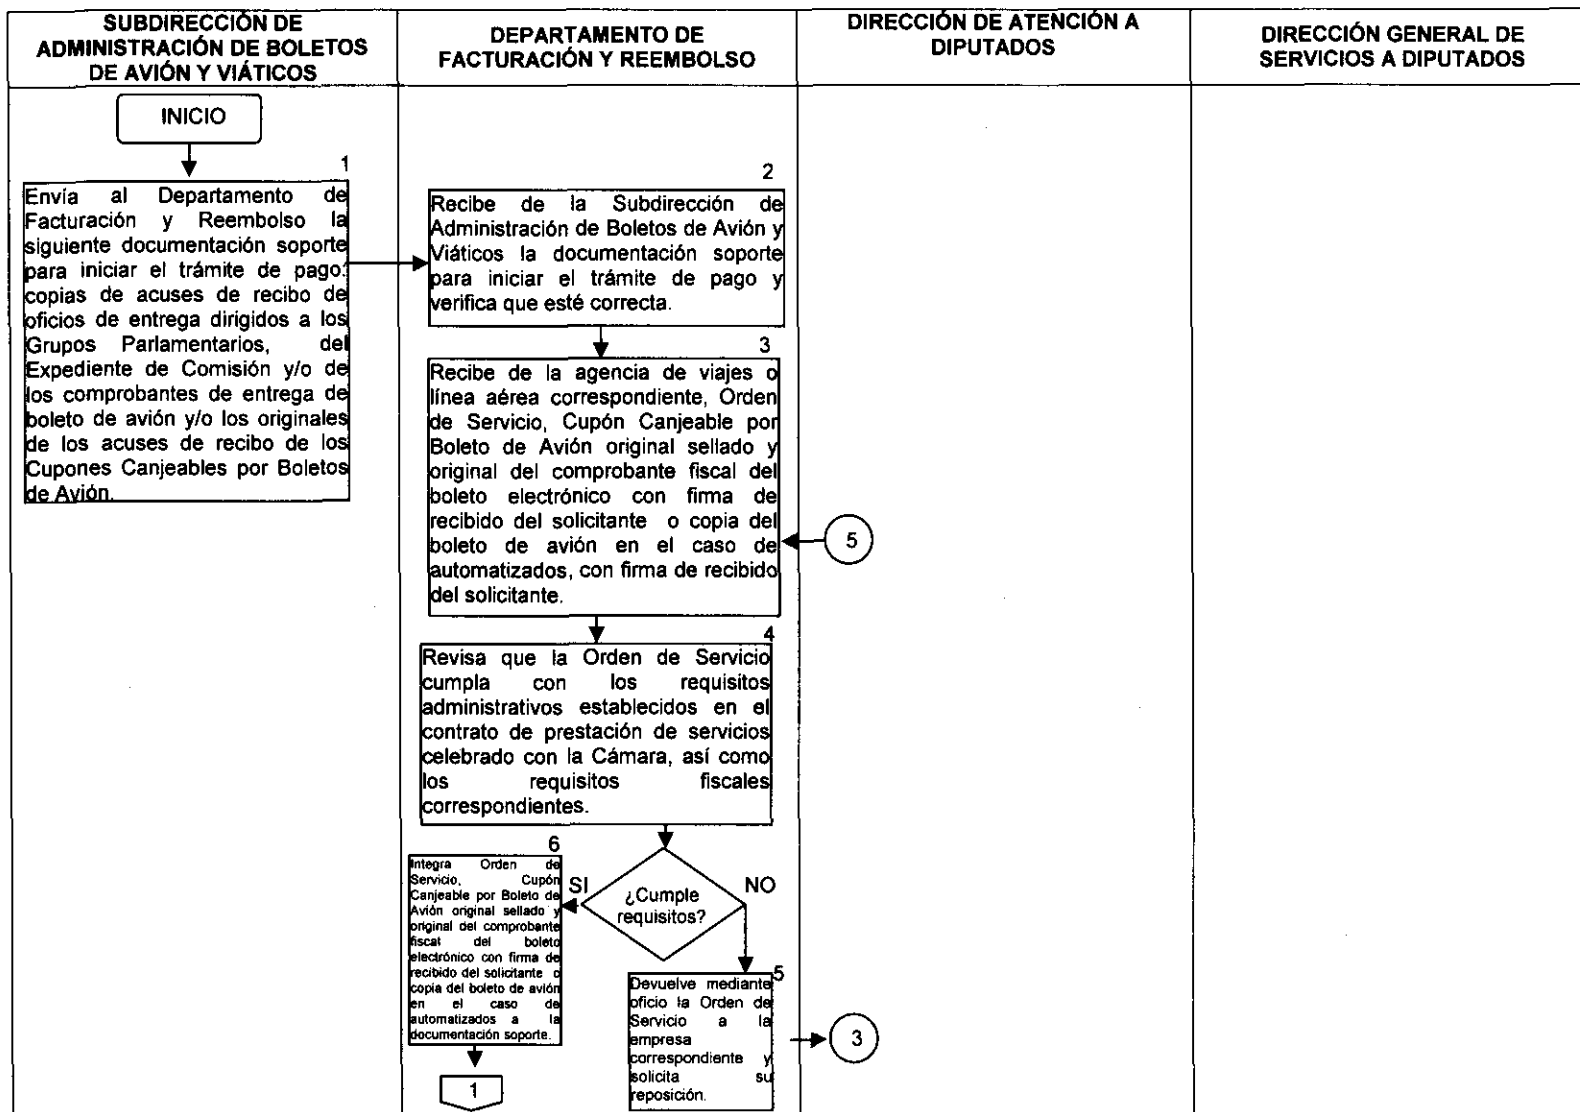 SUBDIRECCIÓN DE
ADMINISTRACIÓN DE BOLETOS
DE AVIÓN Y VIÁTICOS
DEPARTAMENTO DE
FACTURACIÓN Y REEMBOLSO
DIRECCIÓN DE ATENCIÓN A
DIPUTADOS
DIRECCIÓN GENERAL DE
SERVICIOS A DIPUTADOS
INICIO
1
Envía al Departamento de
Facturación y Reembolso la
siguiente documentación soporte
para iniciar el trámite de pago:
copias de acuses de recibo de
oficios de entrega dirigidos a los
Grupos Parlamentarios, del
Expediente de Comisión y/o de
los comprobantes de entrega de
boleto de avión y/o los originales
de los acuses de recibo de los
Cupones Canjeables por Boletos
de Avión.
2
Recibe de la Subdirección de
Administración de Boletos de Avión y
Viáticos la documentación soporte
para iniciar el trámite de pago y
verifica que esté correcta.
3
Recibe de la agencia de viajes o
línea aérea correspondiente, Orden
de Servicio, Cupón Canjeable por
Boleto de Avión original sellado y
original del comprobante fiscal del
boleto electrónico con firma de
recibido del solicitante o copia del
boleto de avión en el caso de
automatizados, con firma de recibido
del solicitante.
5
4
Revisa que la Orden de Servicio
cumpla con los requisitos
administrativos establecidos en el
contrato de prestación de servicios
celebrado con la Cámara, así como
los requisitos fiscales
correspondientes.
¿Cumple
requisitos?
SI
NO
6
Integra Orden de
Servicio, Cupón
Canjeable por Boleto de
Avión original sellado y
original del comprobante
fiscal del boleto
electrónico con firma de
recibido del solicitante o
copia del boleto de avión
en el caso de
automatizados a la
documentación soporte.
1
5
Devuelve mediante
oficio la Orden de
Servicio a la
empresa
correspondiente y
solicita su
reposición.
3